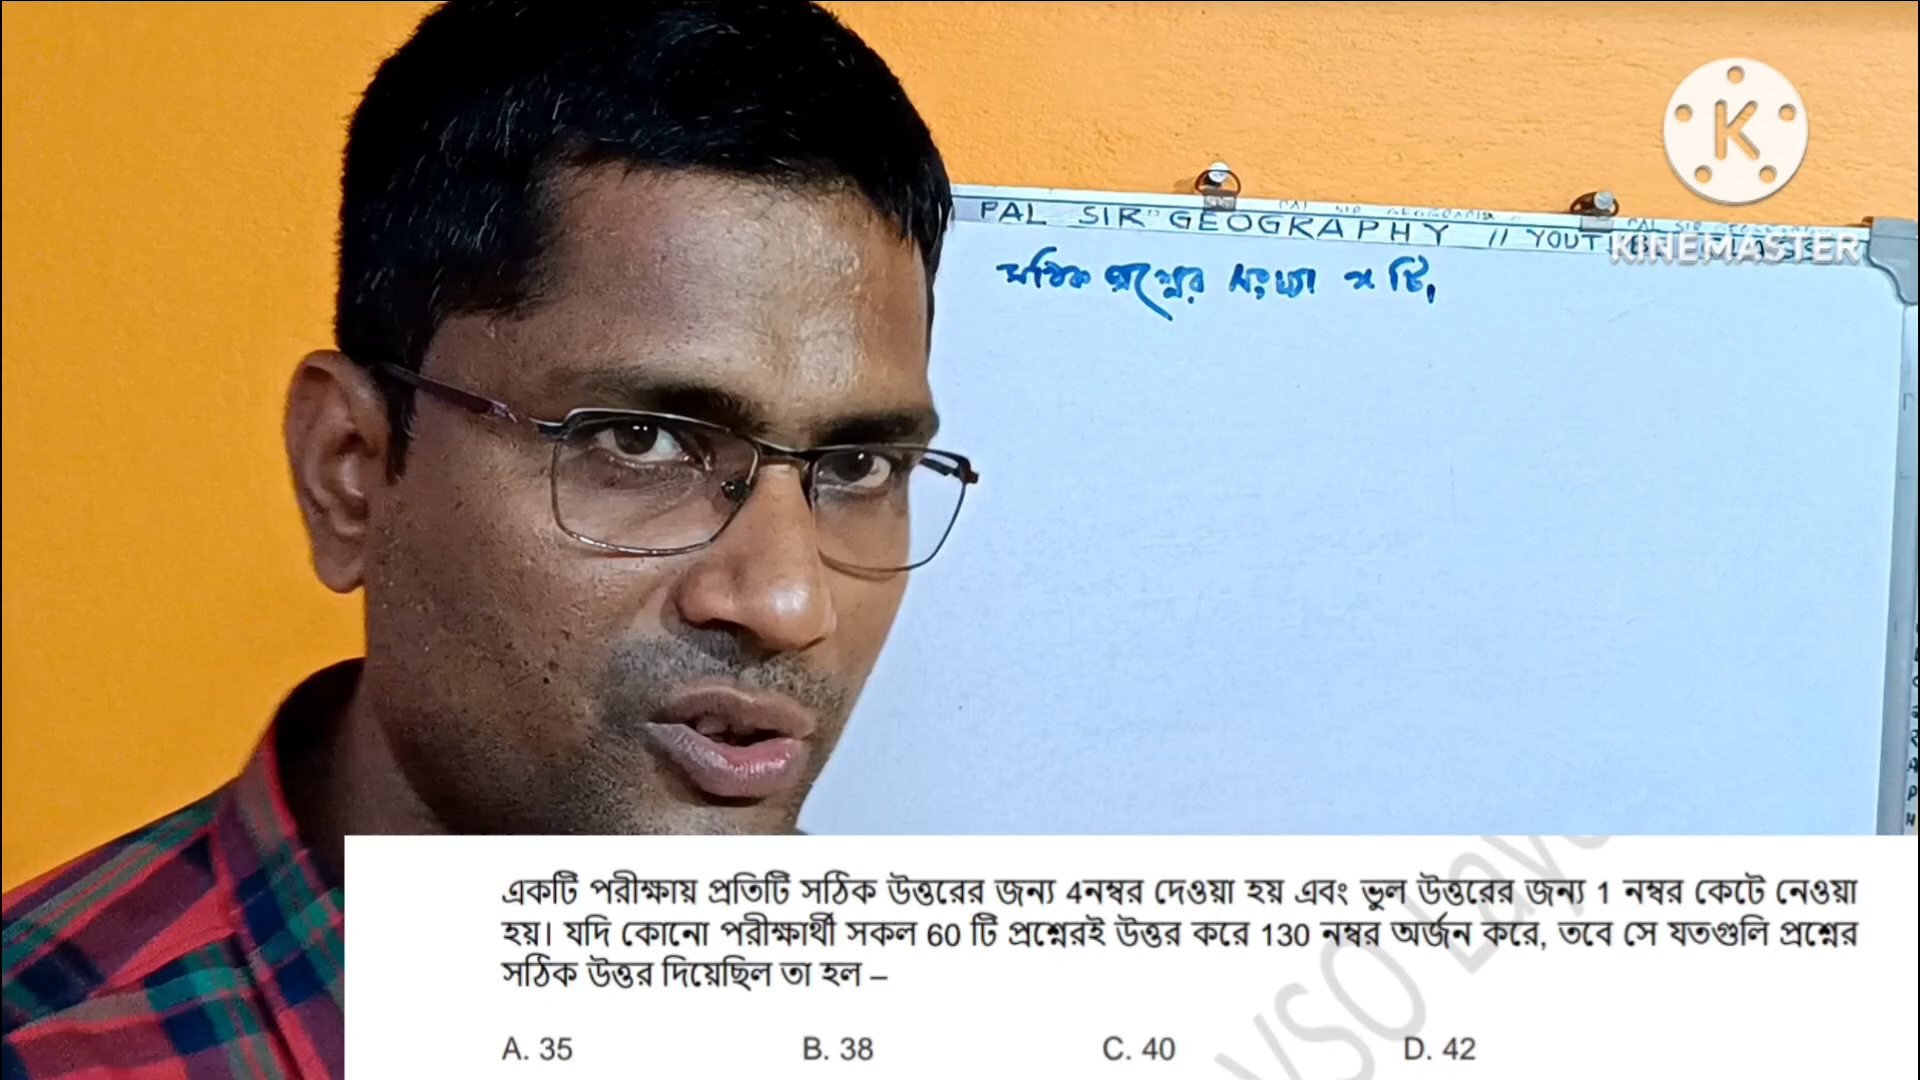 K
KINEMASTER
PAL SIR" GEOGRAPHY // YOUTUBE CLASS
সঠিক প্রশ্নের সংখ্যা x টি,
একটি পরীক্ষায় প্রতিটি সঠিক উত্তরের জন্য 4নম্বর দেওয়া হয় এবং ভুল উত্তরের জন্য 1 নম্বর কেটে নেওয়া
হয়। যদি কোনো পরীক্ষার্থী সকল 60 টি প্রশ্নেরই উত্তর করে 130 নম্বর অর্জন করে, তবে সে যতগুলি প্রশ্নের
সঠিক উত্তর দিয়েছিল তা হল –
A. 35 B. 38 C. 40 D. 42